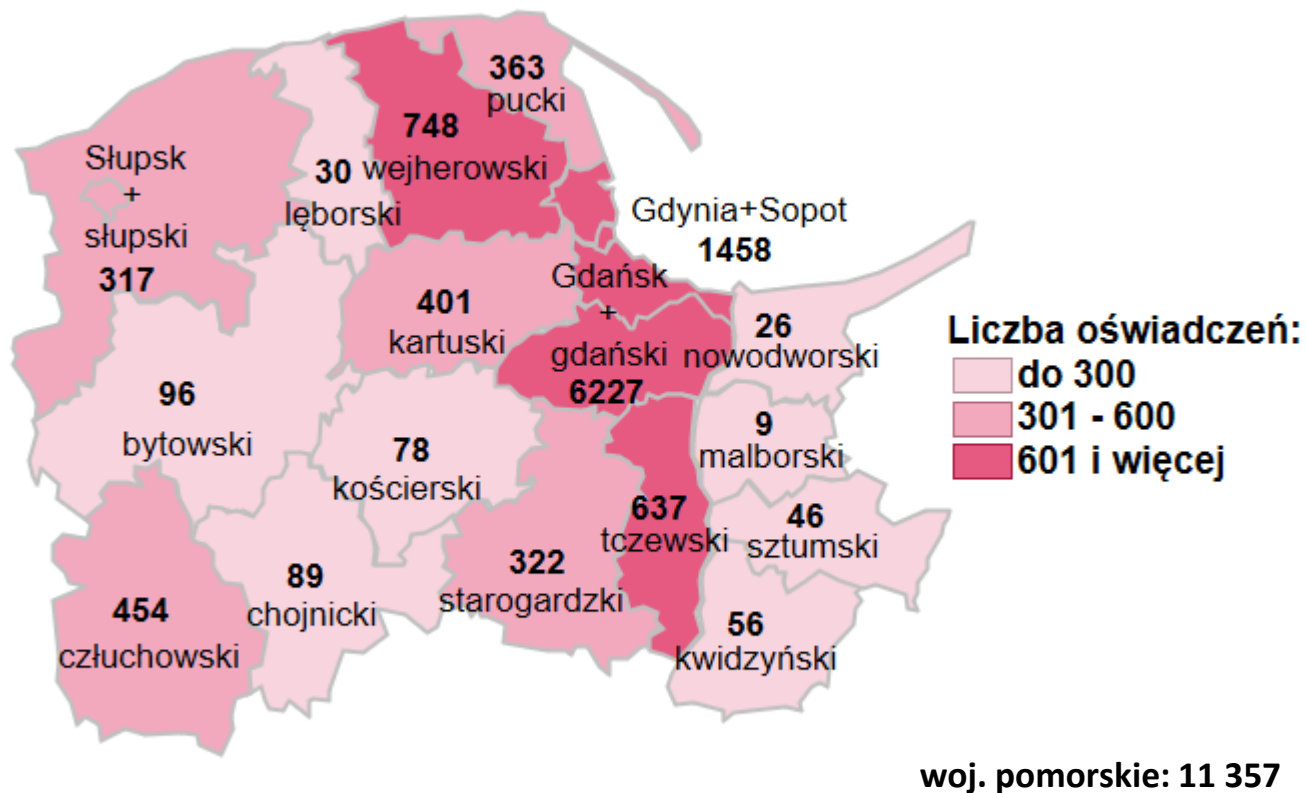 363
pucki
748
wejherowski
30
lęborski
Słupsk
+
słupski
317
Gdynia+Sopot
1458
Gdańsk
+
gdański
6227
401
kartuski
26
nowodworski
Liczba oświadczeń:
do 300
301 - 600
601 i więcej
96
bytowski
78
kościerski
9
malborski
637
tczewski
46
sztumski
322
starogardzki
89
chojnicki
454
człuchowski
56
kwidzyński
woj. pomorskie: 11 357